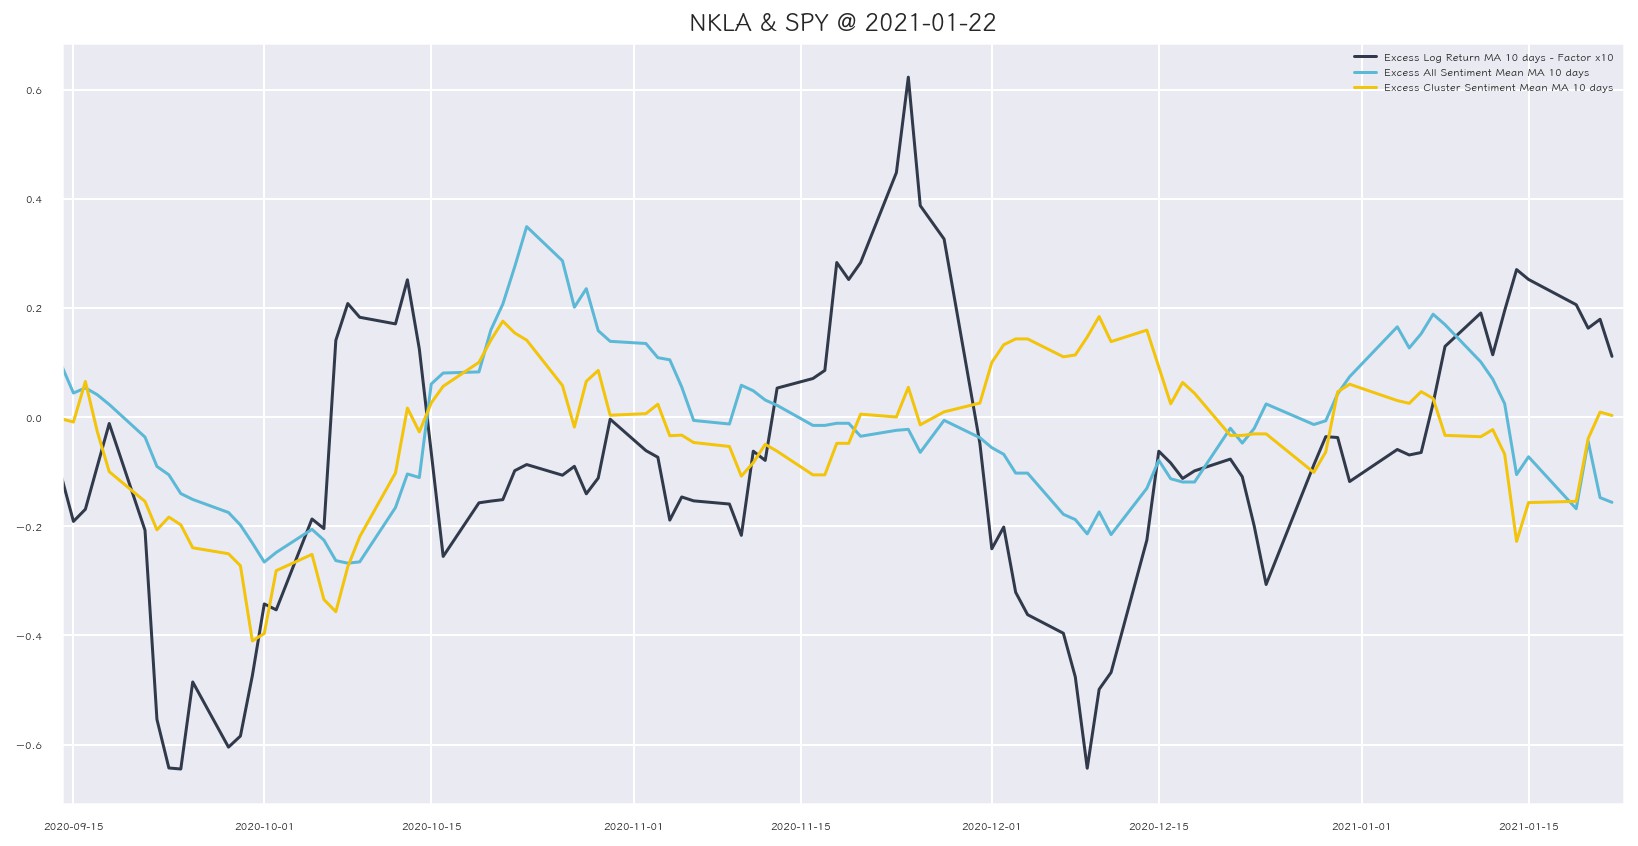 NKLA & SPY @ 2021-01-22
Excess Log Return MA 10 days - Factor x10
Excess All Sentiment Mean MA 10 days
Excess Cluster Sentiment Mean MA 10 days
0.6
0.4
0.2
0.0
−0.2
−0.4
−0.6
2020-09-15 2020-10-01 2020-10-15 2020-11-01 2020-11-15 2020-12-01 2020-12-15 2021-01-01 2021-01-15